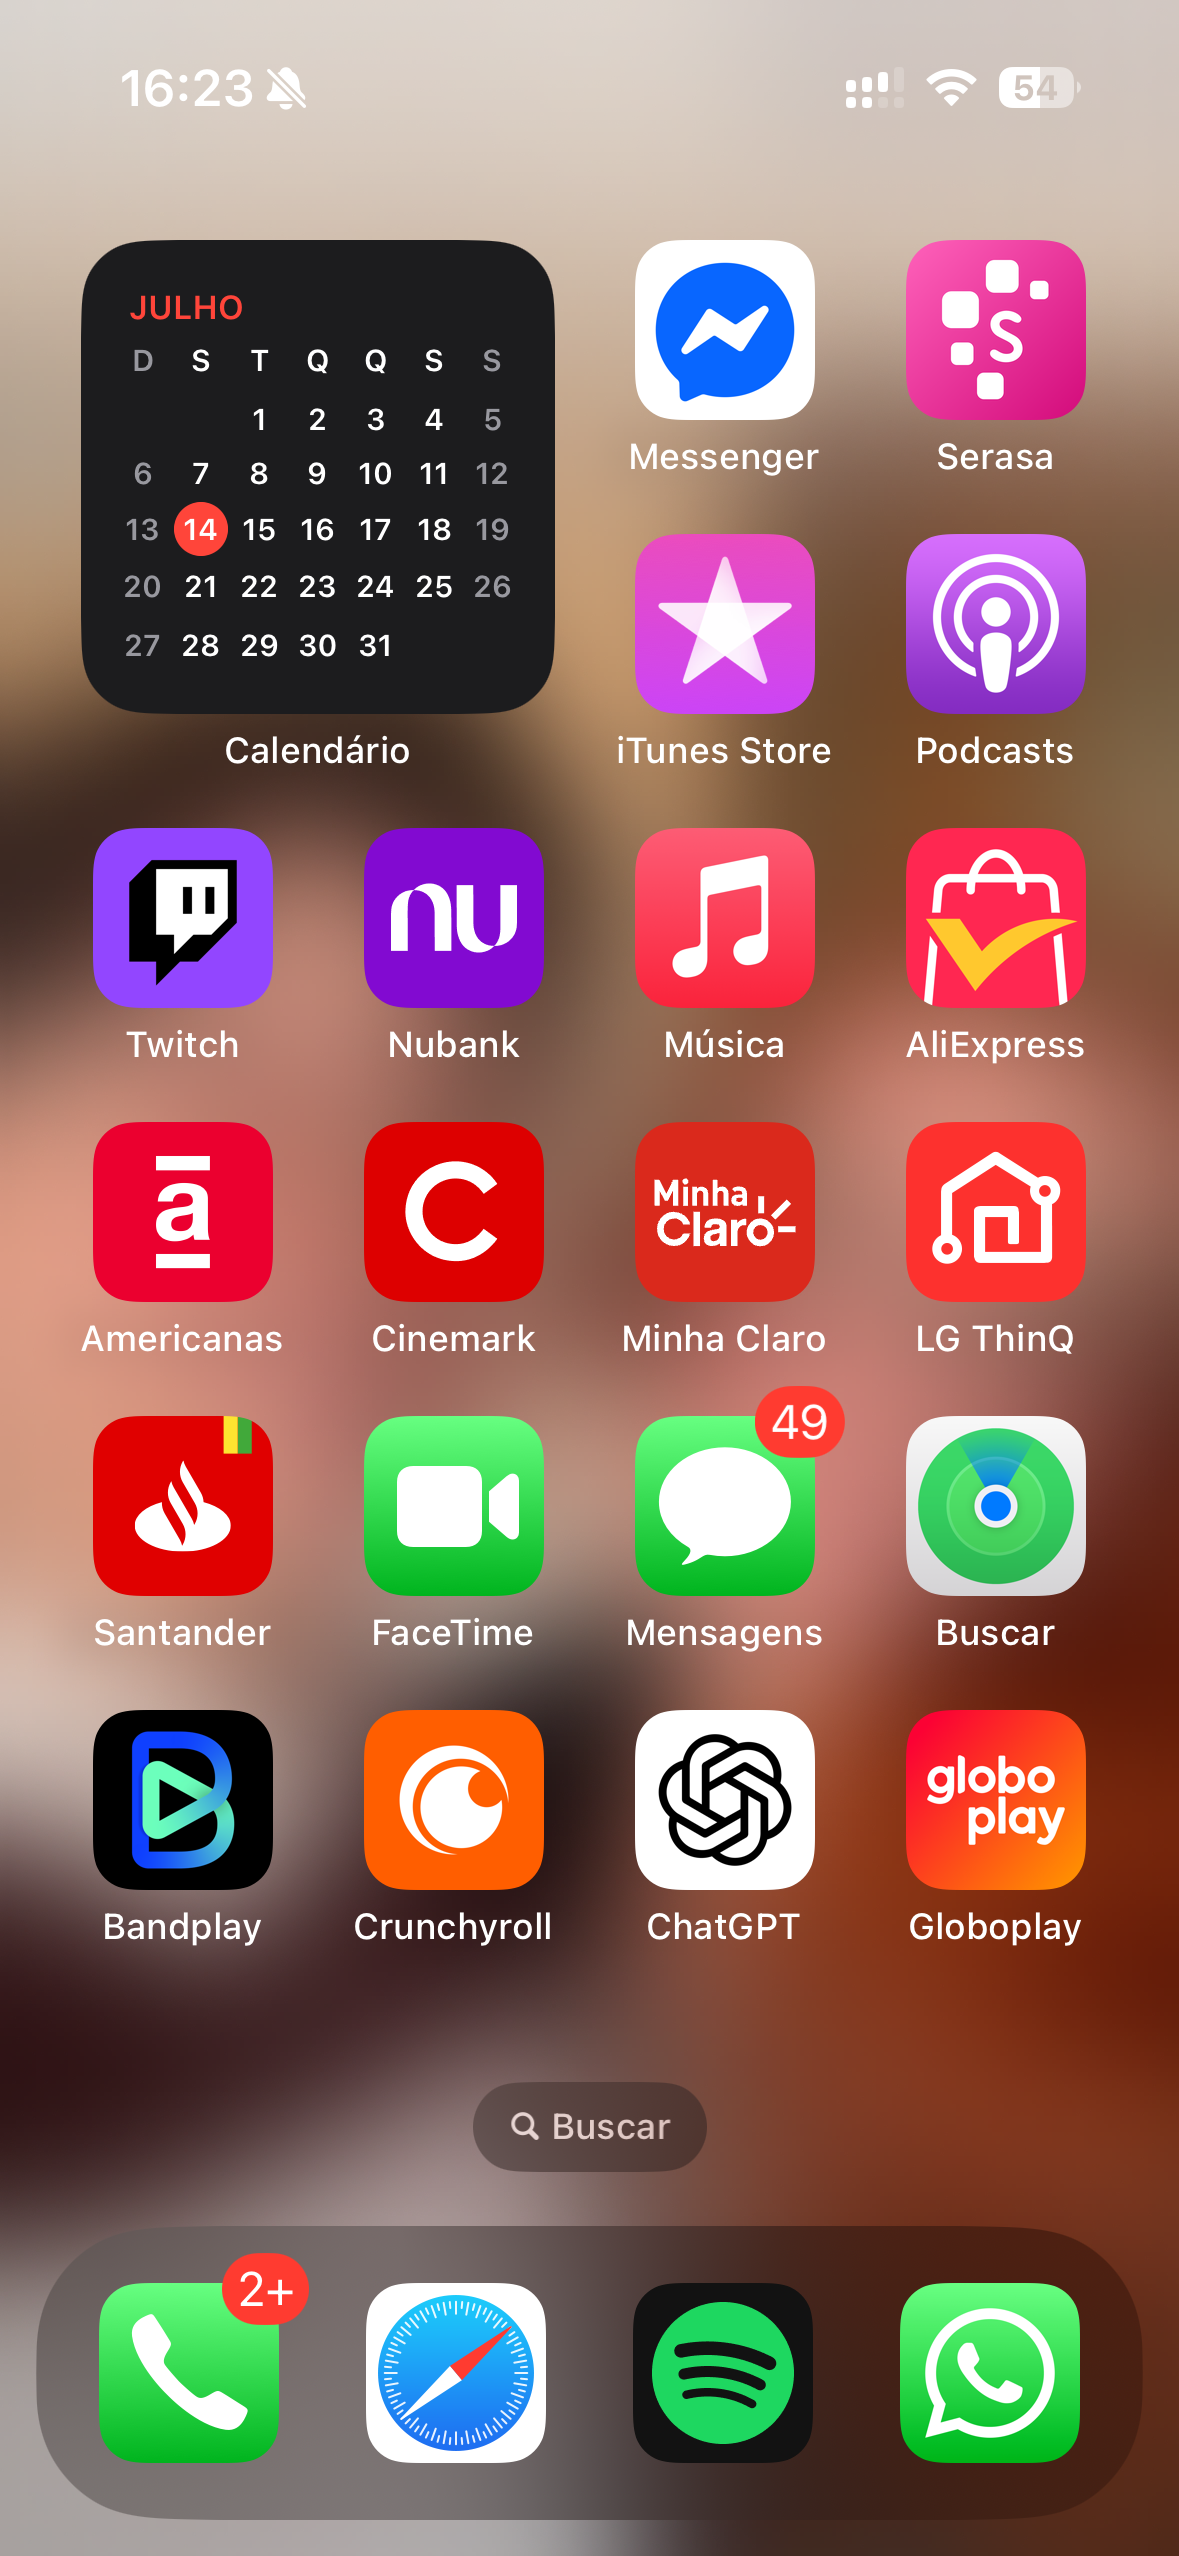 16:23
54
JULHO
D S T Q Q S S
1 2 3 4 5
6 7 8 9 10 11 12
13 14 15 16 17 18 19
20 21 22 23 24 25 26
27 28 29 30 31
Calendário
Messenger
S
Serasa
iTunes Store
Podcasts
Twitch
nu
Nubank
Música
AliExpress
a
Americanas
C
Cinemark
Minha
Claro
Minha Claro
LG ThinQ
Santander
FaceTime
49
Mensagens
Buscar
Bandplay
Crunchyroll
ChatGPT
globo
play
Globoplay
Buscar
2+